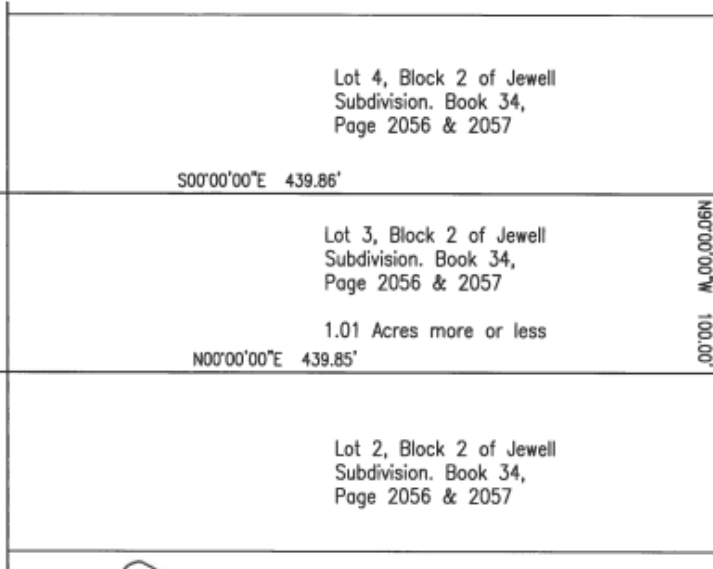 Lot 4, Block 2 of Jewell
Subdivision. Book 34,
Page 2056 & 2057
S00°00'00"E 439.86'
Lot 3, Block 2 of Jewell
Subdivision. Book 34,
Page 2056 & 2057
1.01 Acres more or less
N00°00'00"E 439.85'
N90°00'00"W 100.00'
Lot 2, Block 2 of Jewell
Subdivision. Book 34,
Page 2056 & 2057